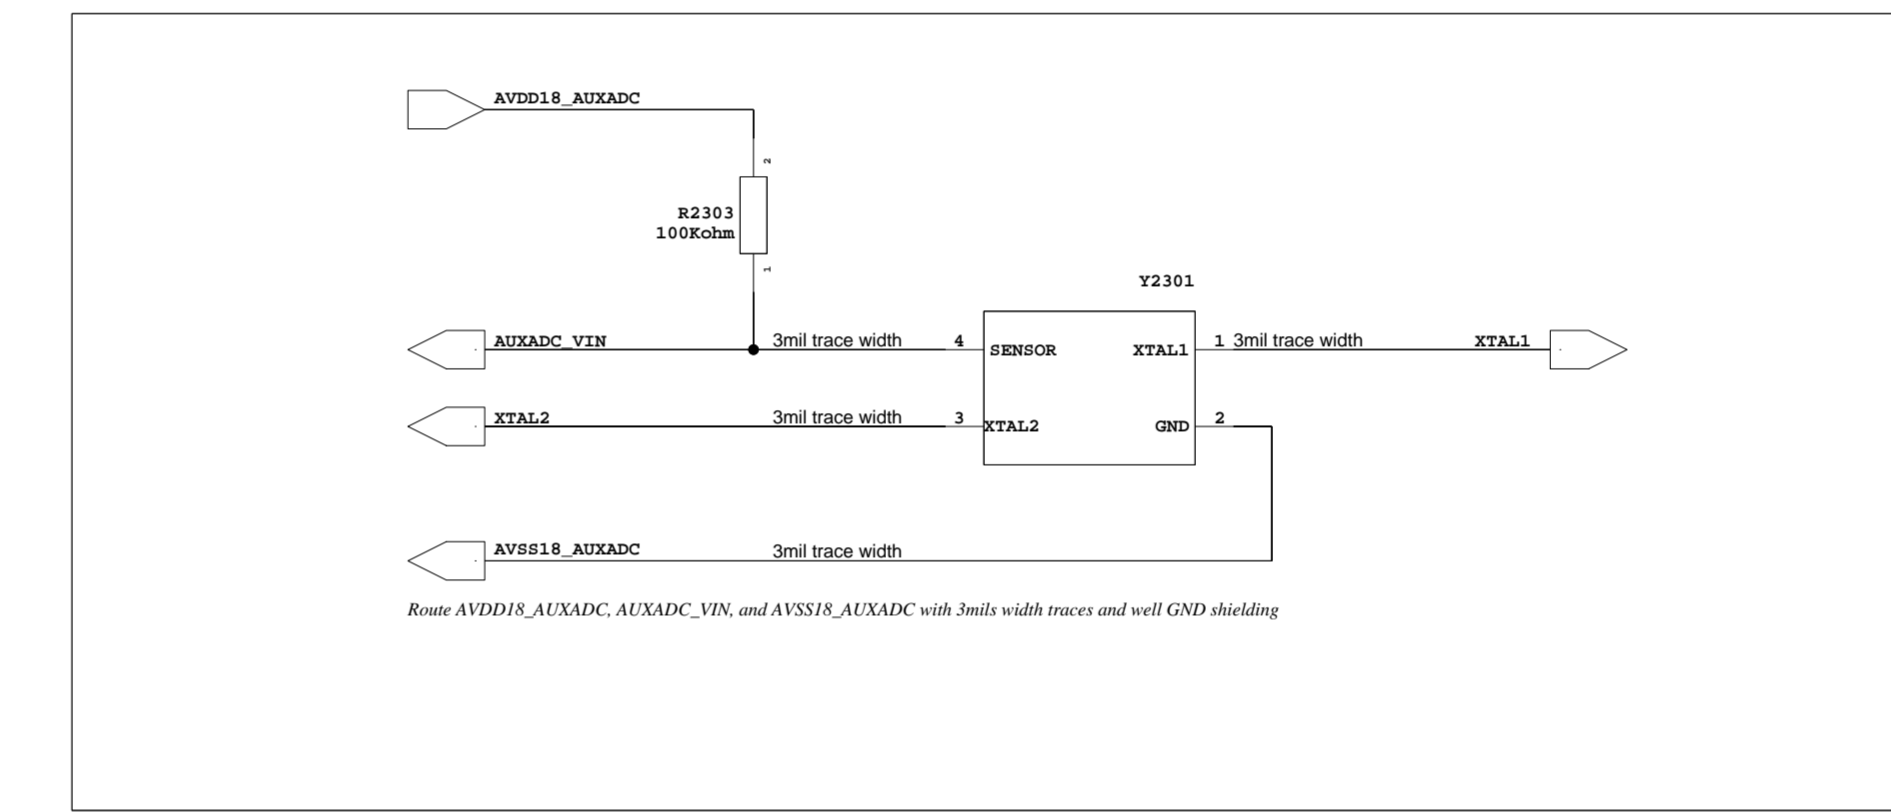 AVDD18_AUXADC
2
R2303
100Kohm
1
Y2301
AUXADC_VIN 3mil trace width 4 SENSOR XTAL1 1 3mil trace width XTAL1
XTAL2 3mil trace width 3 XTAL2 GND 2
AVSS18_AUXADC 3mil trace width
Route AVDD18_AUXADC, AUXADC_VIN, and AVSS18_AUXADC with 3mils width traces and well GND shielding